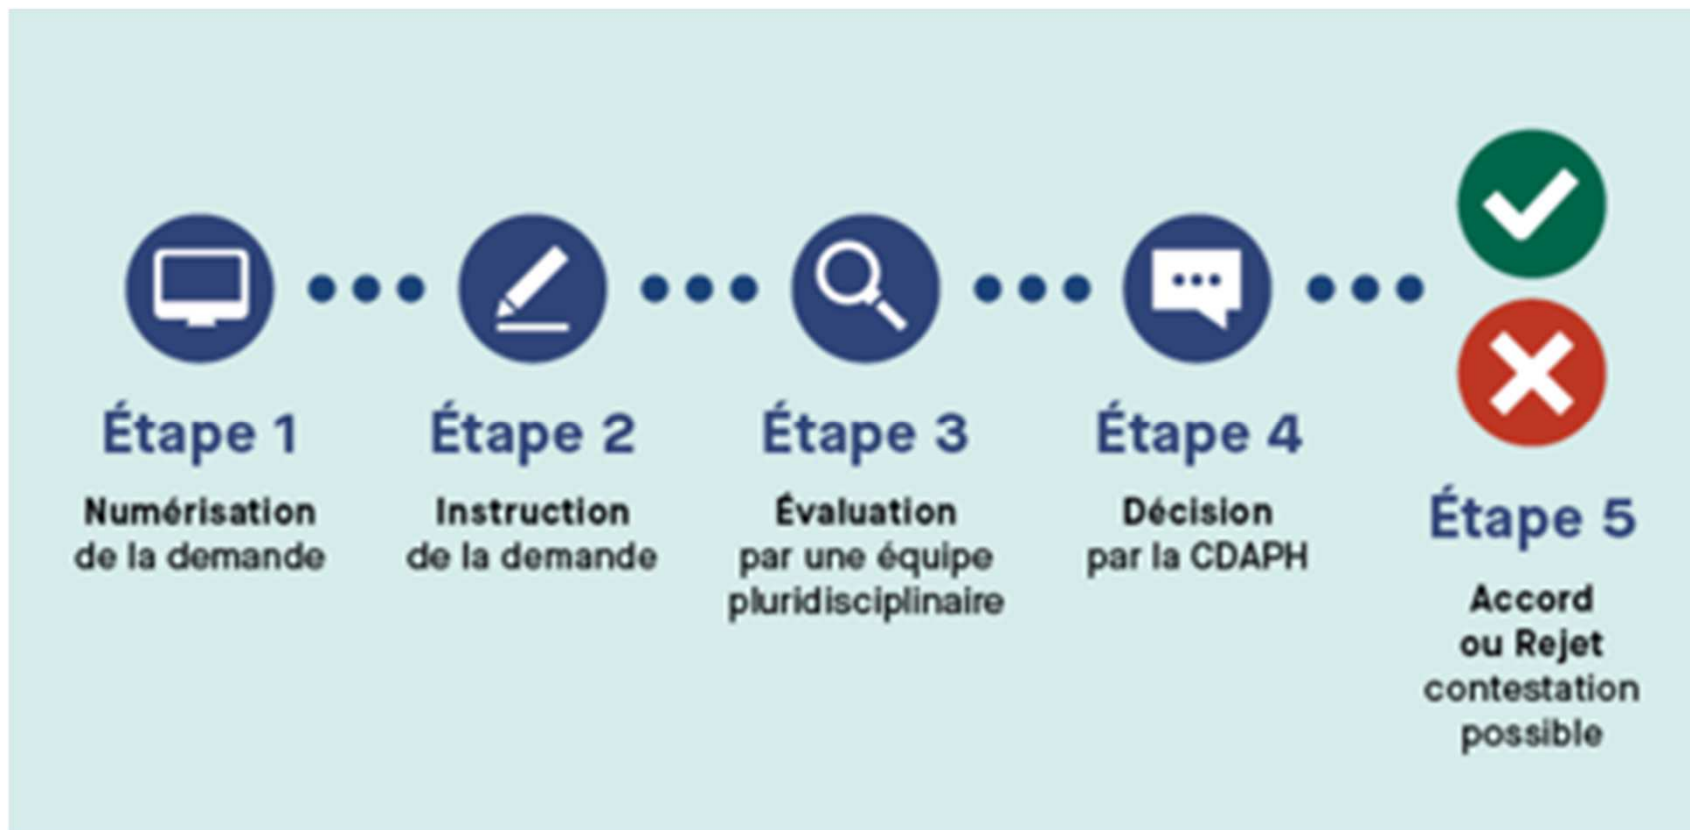 Étape 1
Numérisation
de la demande
Étape 2
Instruction
de la demande
Étape 3
Évaluation
par une équipe
pluridisciplinaire
Étape 4
Décision
par la CDAPH
Étape 5
Accord
ou Rejet
contestation
possible